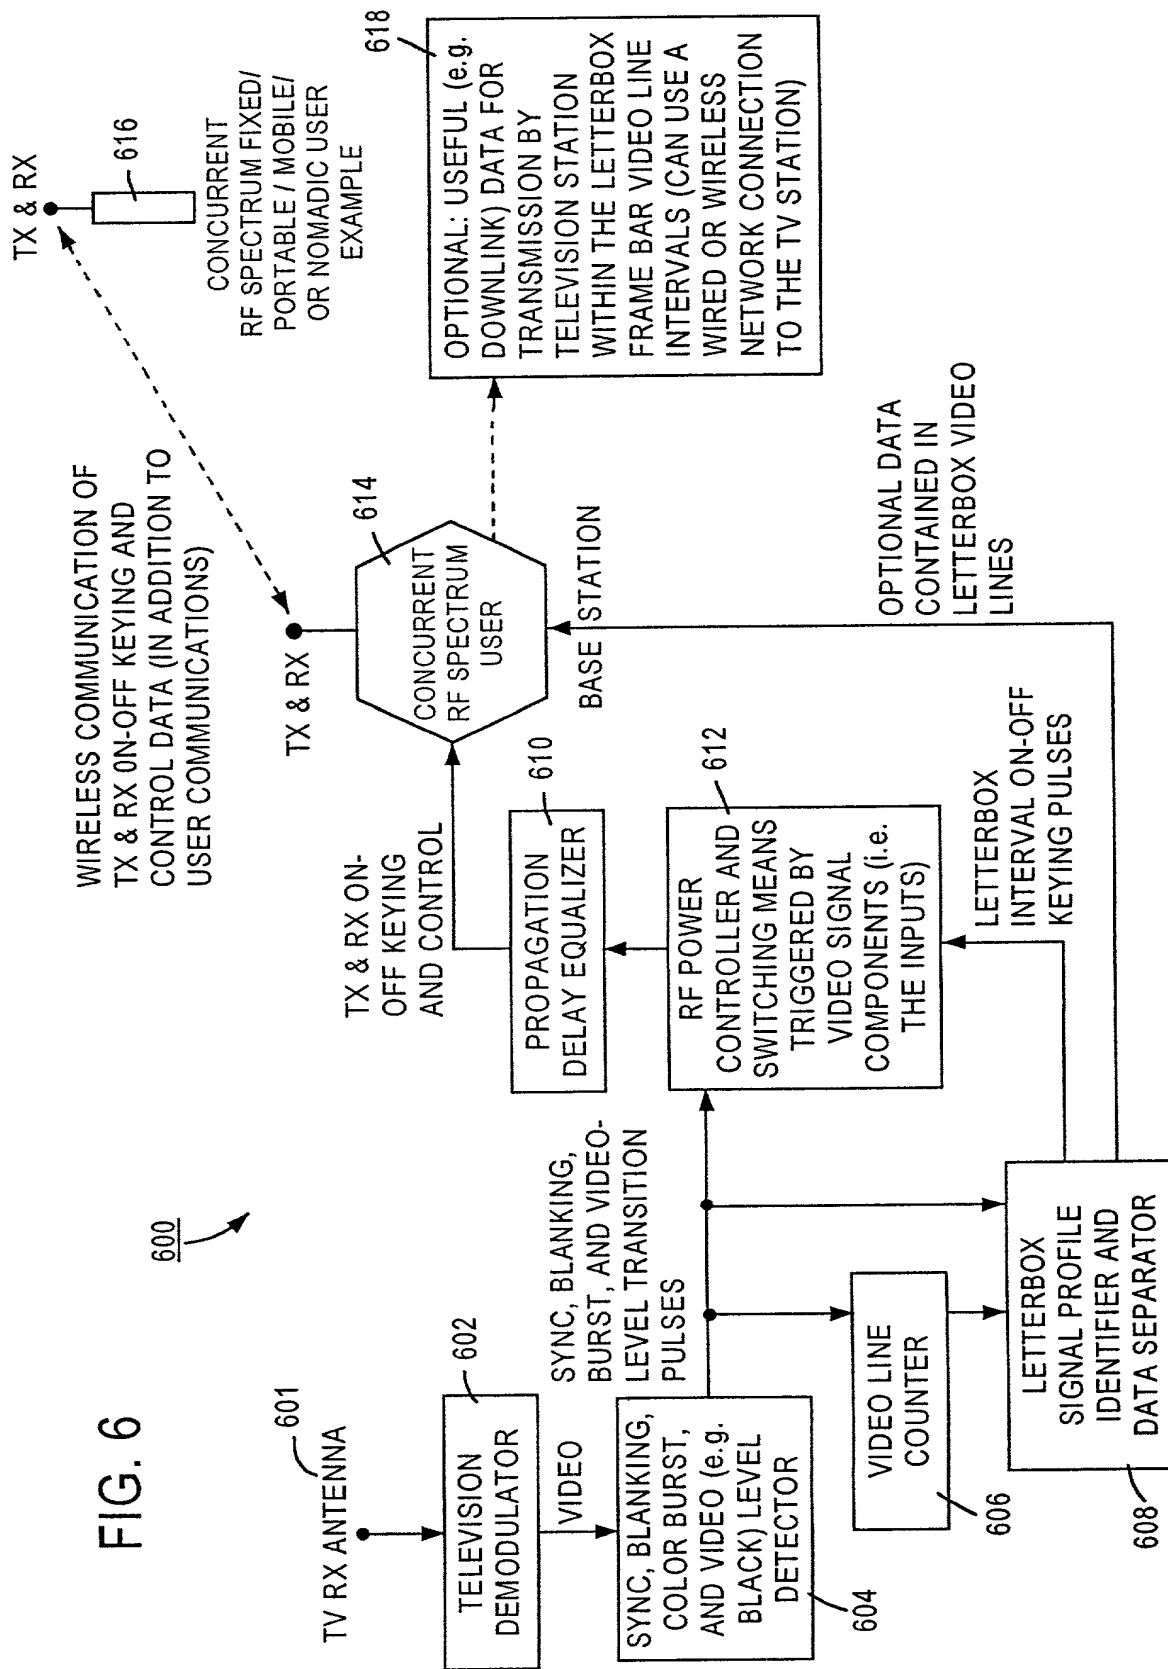 FIG. 6
600
TV RX ANTENNA
601
TELEVISION
DEMODULATOR
602
VIDEO
SYNC, BLANKING,
COLOR BURST,
AND VIDEO (e.g.
BLACK) LEVEL
DETECTOR
604
SYNC, BLANKING,
BURST, AND VIDEO-
LEVEL TRANSITION
PULSES
VIDEO LINE
COUNTER
606
LETTERBOX
SIGNAL PROFILE
IDENTIFIER AND
DATA SEPARATOR
608
LETTERBOX
INTERVAL ON-OFF
KEYING PULSES
RF POWER
CONTROLLER AND
SWITCHING MEANS
TRIGGERED BY
VIDEO SIGNAL
COMPONENTS (i.e.
THE INPUTS)
612
PROPAGATION
DELAY EQUALIZER
610
TX & RX ON-
OFF KEYING
AND CONTROL
OPTIONAL DATA
CONTAINED IN
LETTERBOX VIDEO
LINES
CONCURRENT
RF SPECTRUM
USER
614
BASE STATION
TX & RX
WIRELESS COMMUNICATION OF
TX & RX ON-OFF KEYING AND
CONTROL DATA (IN ADDITION TO
USER COMMUNICATIONS)
TX & RX
616
CONCURRENT
RF SPECTRUM FIXED/
PORTABLE / MOBILE/
OR NOMADIC USER
EXAMPLE
618
OPTIONAL: USEFUL (e.g.
DOWNLINK) DATA FOR
TRANSMISSION BY
TELEVISION STATION
WITHIN THE LETTERBOX
FRAME BAR VIDEO LINE
INTERVALS (CAN USE A
WIRED OR WIRELESS
NETWORK CONNECTION
TO THE TV STATION)